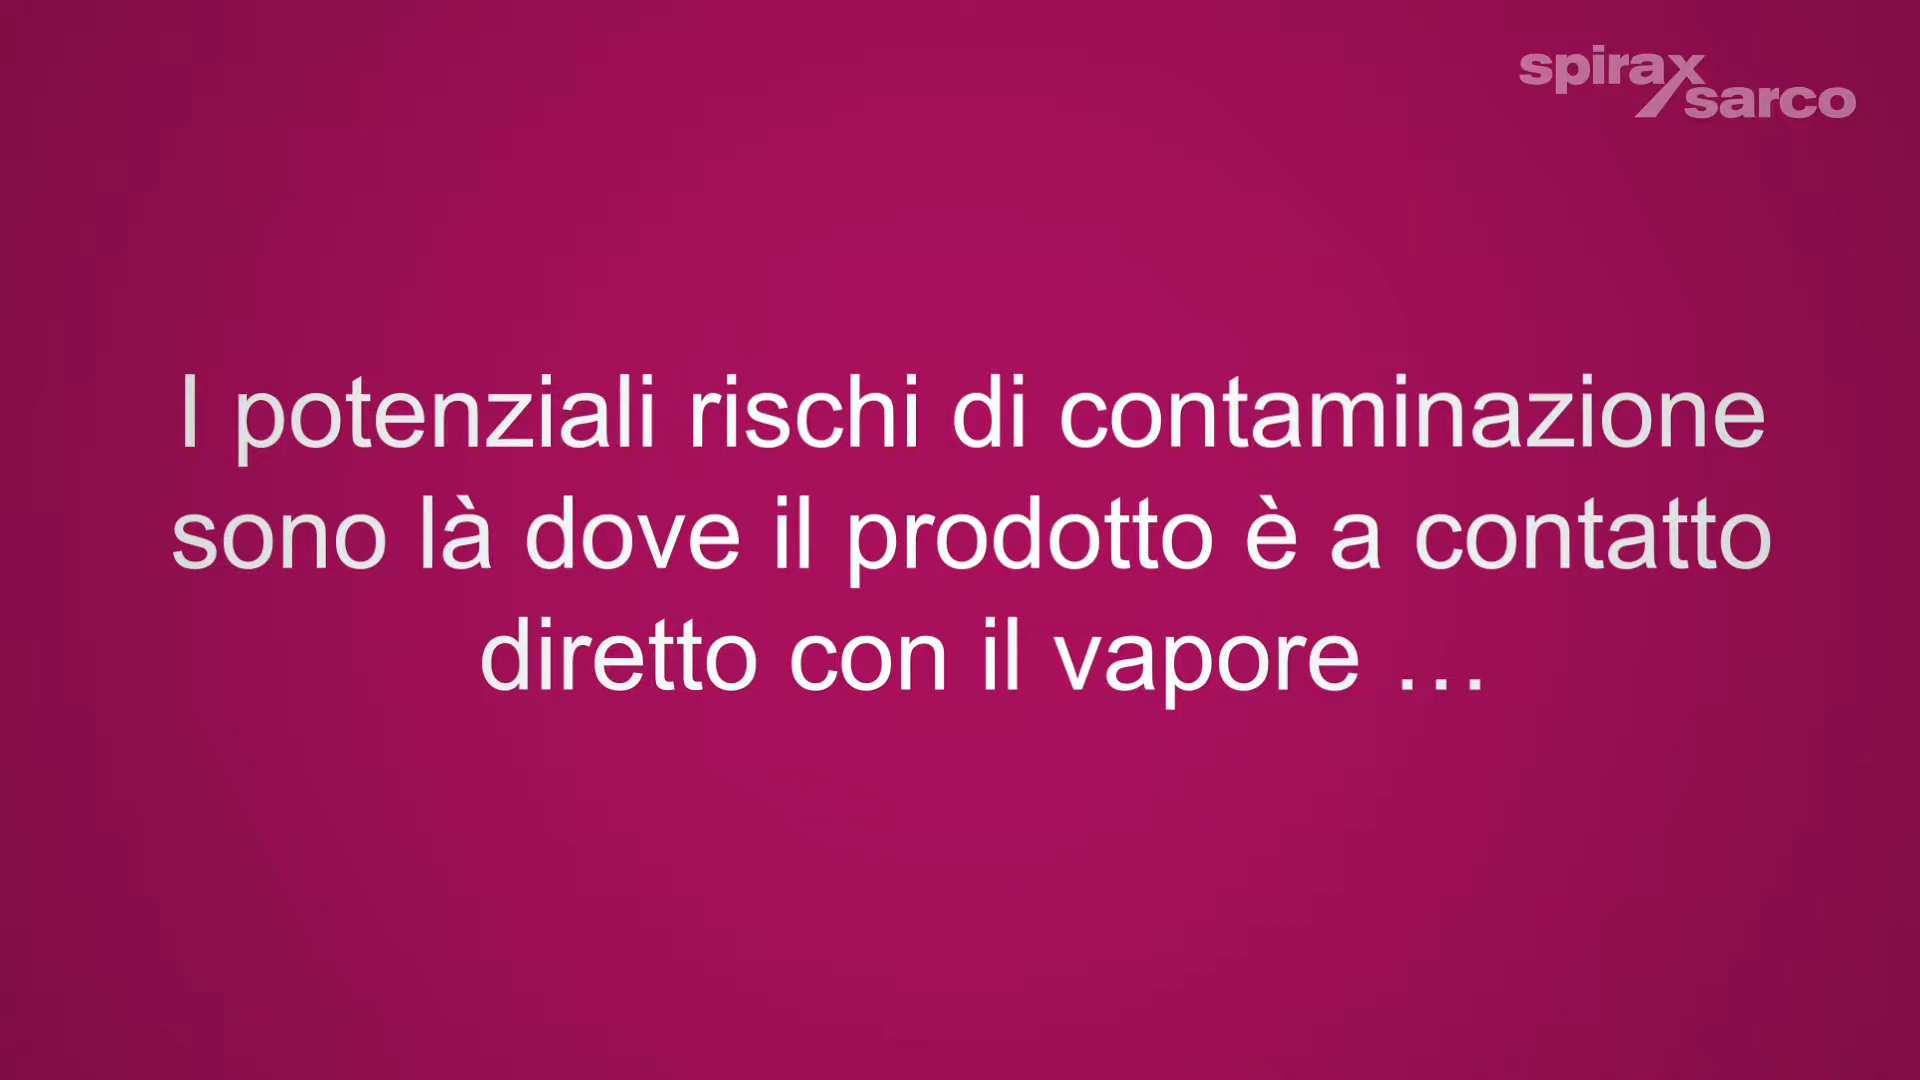 spirax
sarco
I potenziali rischi di contaminazione
sono là dove il prodotto è a contatto
diretto con il vapore …